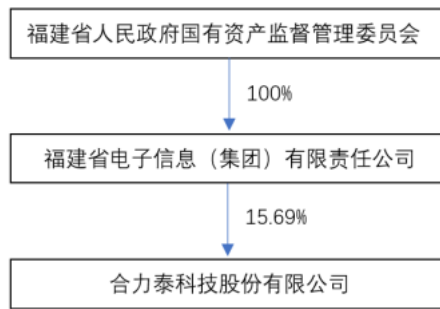 福建省人民政府国有资产监督管理委员会
100%
福建省电子信息（集团）有限责任公司
15.69%
合力泰科技股份有限公司